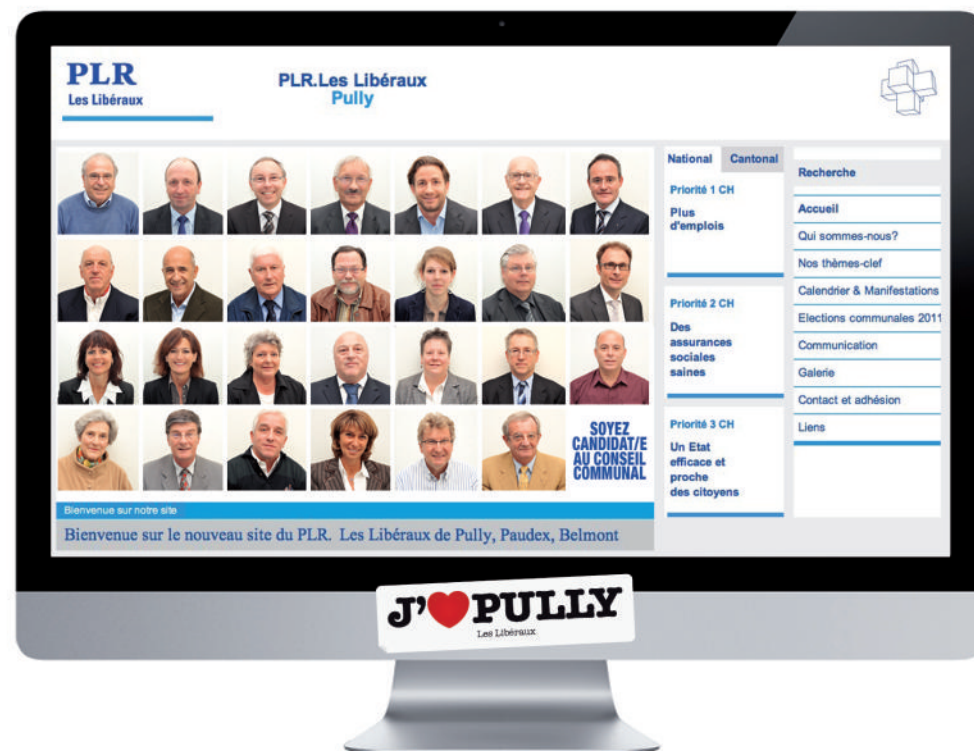 PLR
Les Libéraux
PLR.Les Libéraux
Pully
SOYEZ
CANDIDAT/E
AU CONSEIL
COMMUNAL
Bienvenue sur notre site
Bienvenue sur le nouveau site du PLR. Les Libéraux de Pully, Paudex, Belmont
National Cantonal
Priorité 1 CH
Plus
d'emplois
Priorité 2 CH
Des
assurances
sociales
saines
Priorité 3 CH
Un Etat
efficace et
proche
des citoyens
Recherche
Accueil
Qui sommes-nous?
Nos thèmes-clef
Calendrier & Manifestations
Elections communales 2011
Communication
Galerie
Contact et adhésion
Liens
J'❤PULLY
Les Libéraux